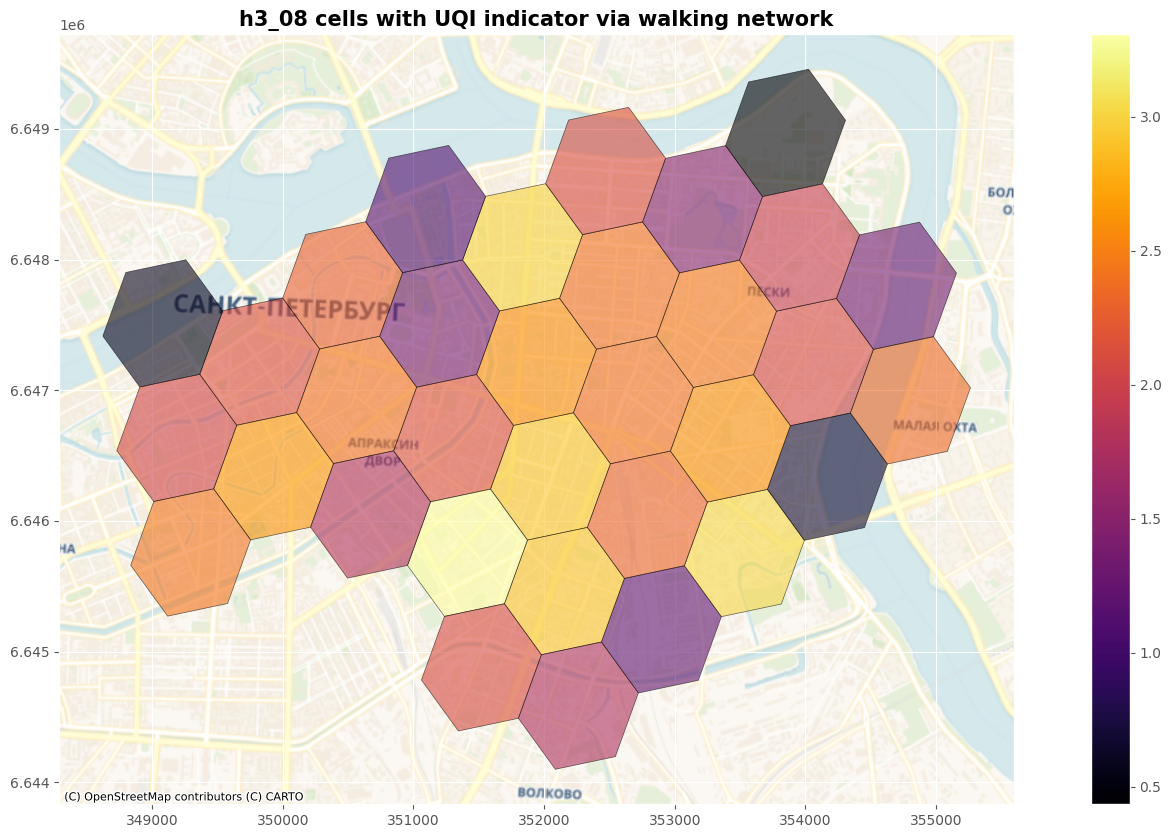 h3_08 cells with UQI indicator via walking network
1e6
6.649
6.648
6.647
6.646
6.645
6.644
349000
350000
351000
352000
353000
354000
355000
САНКТ-ПЕТЕРБУРГ
ПЕСКИ
АПРАКСИН
ДВОР
МАЛАЯ ОХТА
БОЛ
НА
ВОЛКОВО
(C) OpenStreetMap contributors (C) CARTO
3.0
2.5
2.0
1.5
1.0
0.5